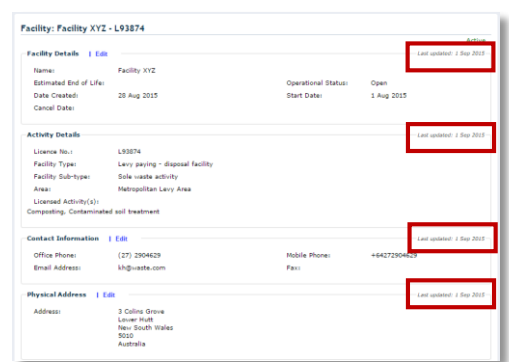 Facility: Facility XYZ - L93874
Active
Facility Details | Edit Last updated: 1 Sep 2015
Name: Facility XYZ
Estimated End of Life: Operational Status: Open
Date Created: 28 Aug 2015 Start Date: 1 Aug 2015
Cancel Date:
Activity Details Last updated: 1 Sep 2015
Licence No.: L93874
Facility Type: Levy paying - disposal facility
Facility Sub-type: Sole waste activity
Area: Metropolitan Levy Area
Licensed Activity(s):
Composting, Contaminated soil treatment
Contact Information | Edit Last updated: 1 Sep 2015
Office Phone: (27) 2904629 Mobile Phone: +64272904629
Email Address: kh@waste.com Fax:
Physical Address | Edit Last updated: 1 Sep 2015
Address: 3 Colins Grove
Lower Hutt
New South Wales
5010
Australia